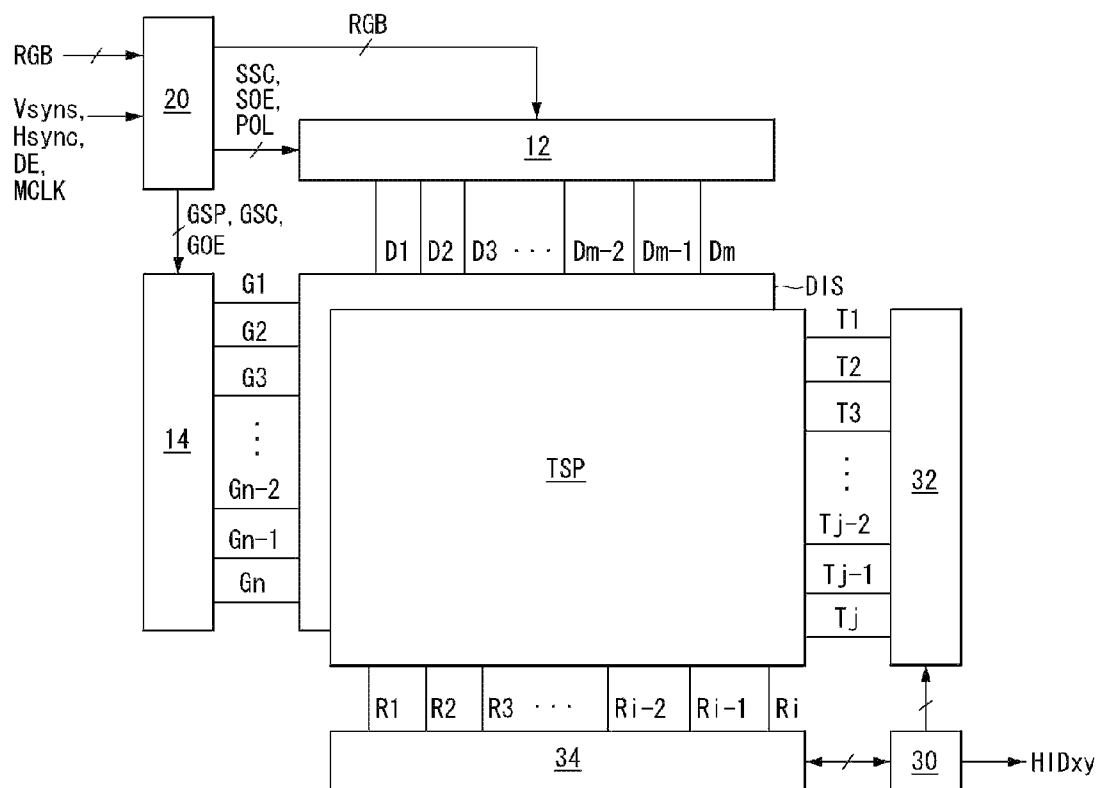 RGB
RGB
Vsyns,
Hsync,
DE,
MCLK
20
SSC,
SOE,
POL
12
GSP, GSC,
GOE
D1 D2 D3 ··· Dm-2 Dm-1 Dm
DIS
G1
G2
G3
⋮
Gn-2
Gn-1
Gn
14
TSP
T1
T2
T3
⋮
Tj-2
Tj-1
Tj
32
R1 R2 R3 ··· Ri-2 Ri-1 Ri
34
30
HIDxy